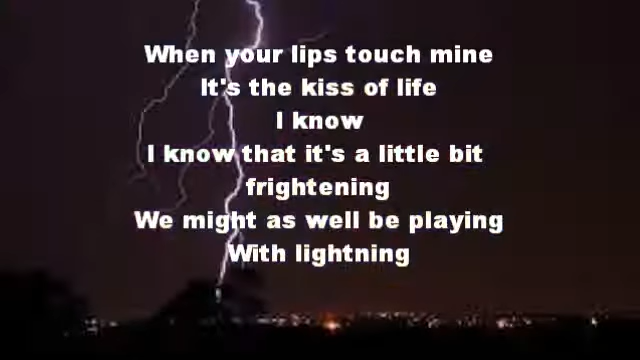 When your lips touch mine
It's the kiss of life
I know
I know that it's a little bit
frightening
We might as well be playing
With lightning